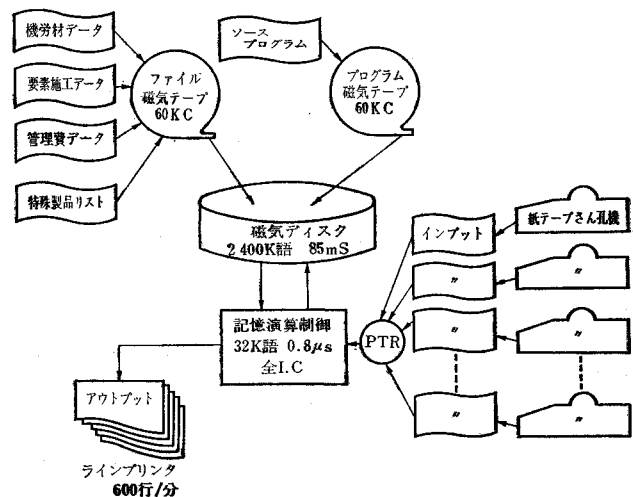 機労材データ
要素施工データ
管理費データ
特殊製品リスト
ファイル
磁気テープ
60KC
ソース
プログラム
プログラム
磁気テープ
60KC
磁気ディスク
2400K語 85mS
記憶演算制御
32K語 0.8μs
全I.C
PTR
インプット
〃
〃
〃
紙テープさん孔機
〃
〃
〃
アウトプット
ラインプリンタ
600行/分